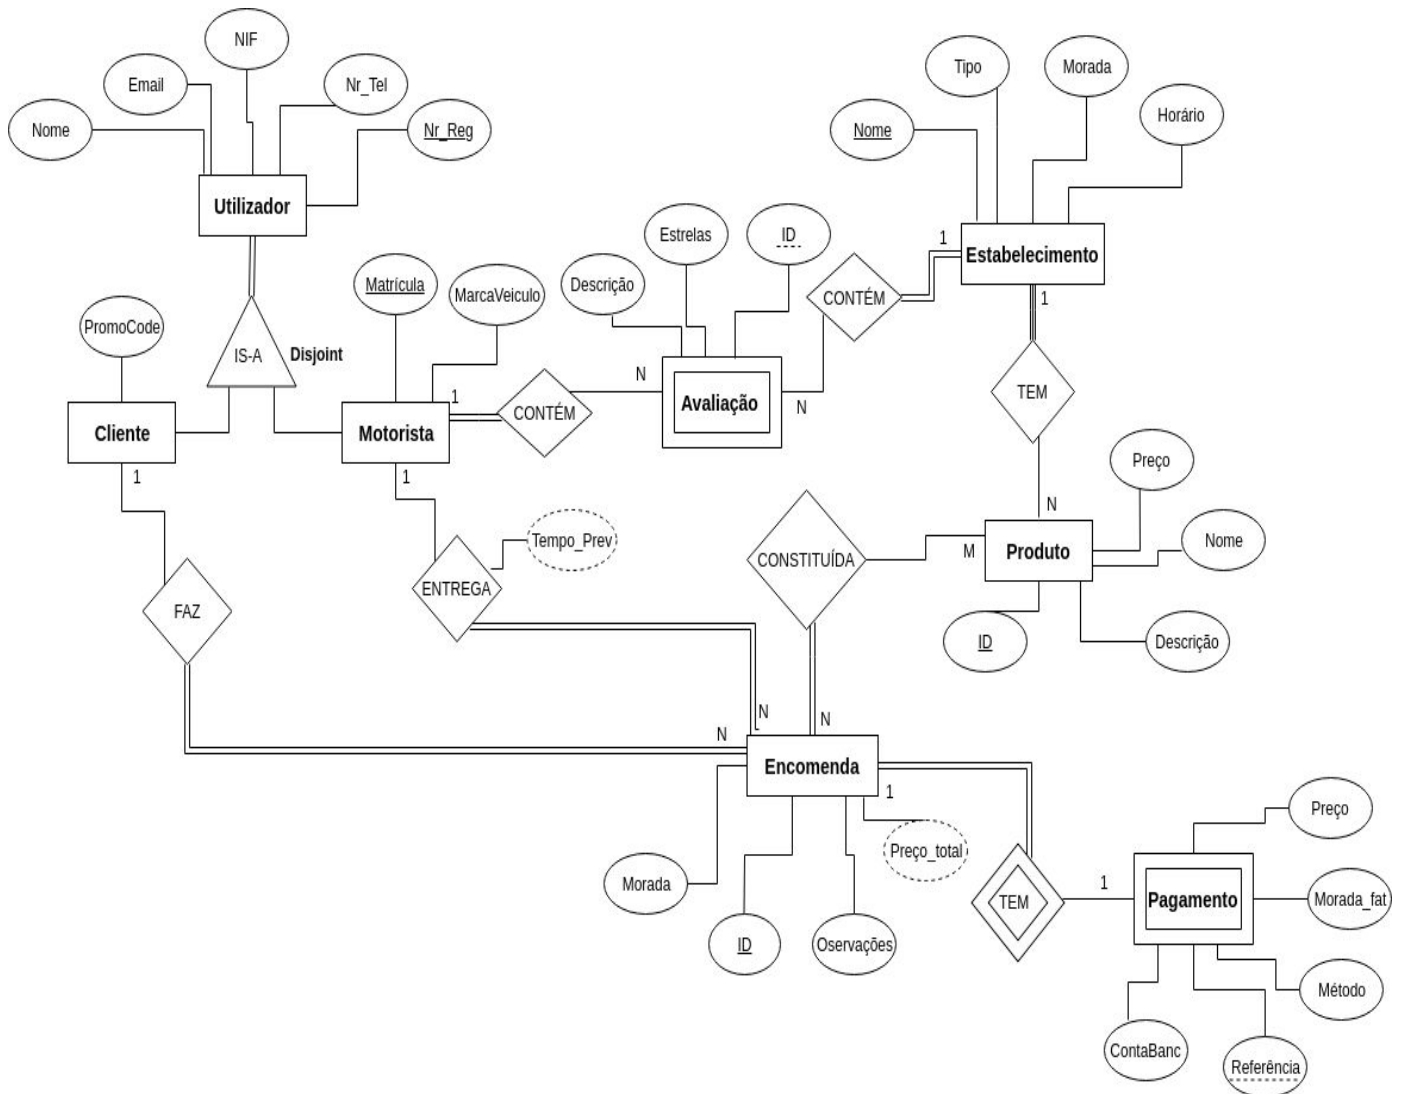 NIF
Email
Nr_Tel
Nome
Nr_Reg
Utilizador
Tipo
Morada
Horário
Nome
Estabelecimento
1
1
Estrelas
ID
Descrição
CONTÉM
Matrícula
MarcaVeiculo
PromoCode
IS-A
Disjoint
Cliente
1
Motorista
1
1
CONTÉM
N
Avaliação
N
TEM
N
Preço
Nome
Produto
M
ID
Descrição
CONSTITUÍDA
Tempo_Prev
ENTREGA
FAZ
N
N
N
Encomenda
1
Preço_total
Morada
ID
Oservações
TEM
1
Pagamento
Preço
Morada_fat
Método
ContaBanc
Referência